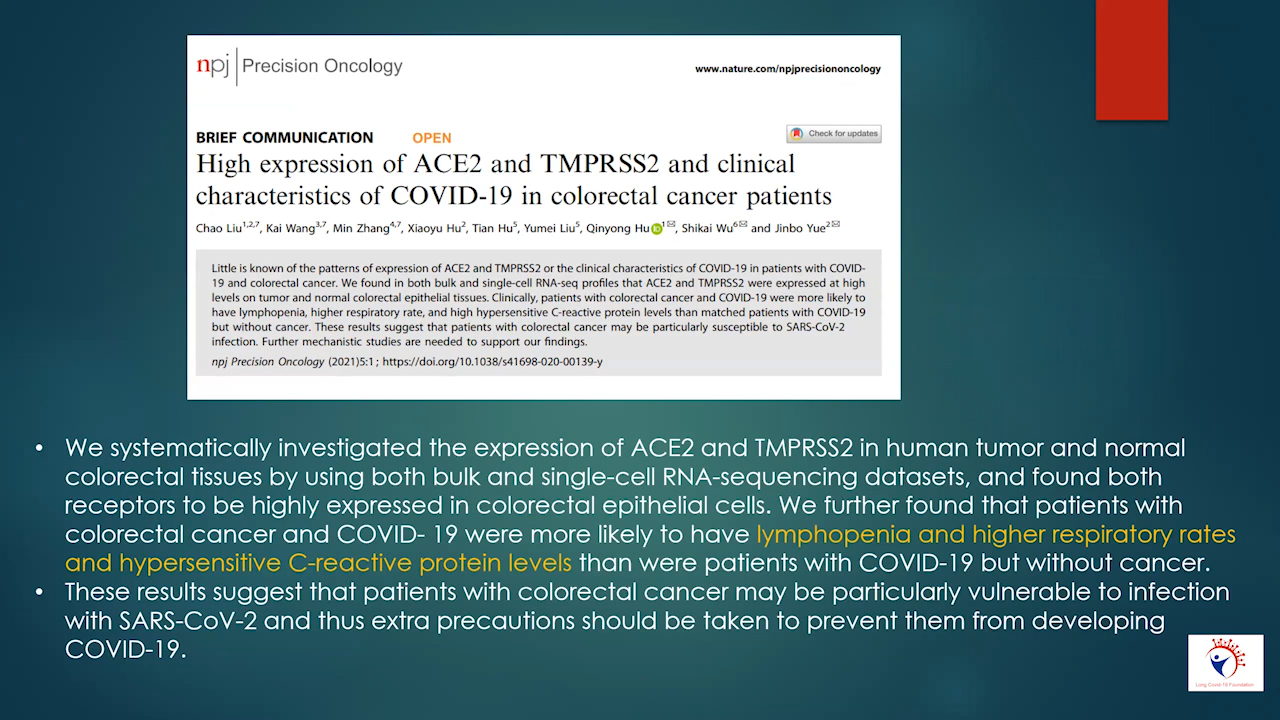 npj Precision Oncology
www.nature.com/npjprecisiononcology
BRIEF COMMUNICATION OPEN
Check for updates
High expression of ACE2 and TMPRSS2 and clinical
characteristics of COVID-19 in colorectal cancer patients
Chao Liu1,2,7, Kai Wang3,7, Min Zhang4,7, Xiaoyu Hu2, Tian Hu5, Yumei Liu5, Qinyong Hu1✉, Shikai Wu6✉ and Jinbo Yue2✉
Little is known of the patterns of expression of ACE2 and TMPRSS2 or the clinical characteristics of COVID-19 in patients with COVID-
19 and colorectal cancer. We found in both bulk and single-cell RNA-seq profiles that ACE2 and TMPRSS2 were expressed at high
levels on tumor and normal colorectal epithelial tissues. Clinically, patients with colorectal cancer and COVID-19 were more likely to
have lymphopenia, higher respiratory rate, and high hypersensitive C-reactive protein levels than matched patients with COVID-19
but without cancer. These results suggest that patients with colorectal cancer may be particularly susceptible to SARS-CoV-2
infection. Further mechanistic studies are needed to support our findings.
npj Precision Oncology (2021)5:1 ; https://doi.org/10.1038/s41698-020-00139-y
• We systematically investigated the expression of ACE2 and TMPRSS2 in human tumor and normal
colorectal tissues by using both bulk and single-cell RNA-sequencing datasets, and found both
receptors to be highly expressed in colorectal epithelial cells. We further found that patients with
colorectal cancer and COVID- 19 were more likely to have lymphopenia and higher respiratory rates
and hypersensitive C-reactive protein levels than were patients with COVID-19 but without cancer.
• These results suggest that patients with colorectal cancer may be particularly vulnerable to infection
with SARS-CoV-2 and thus extra precautions should be taken to prevent them from developing
COVID-19.
Long Covid-19 Foundation